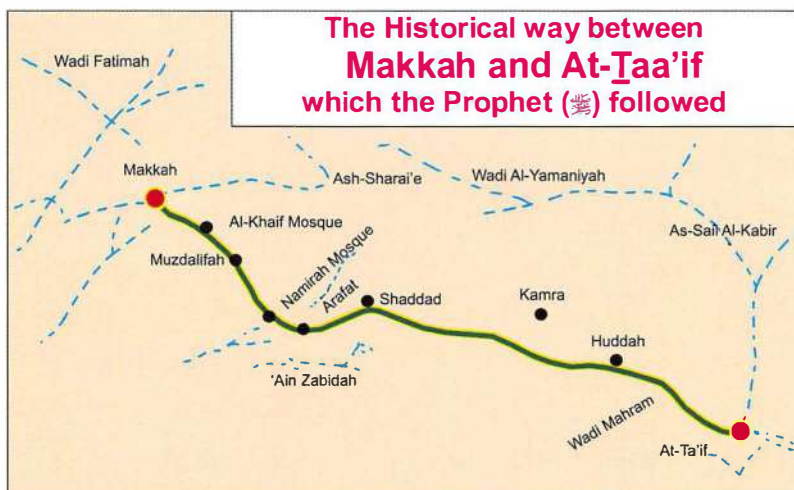 The Historical way between
Makkah and At-Taa'if
which the Prophet (ﷺ) followed
Wadi Fatimah
Makkah
Ash-Sharai'e
Wadi Al-Yamaniyah
Al-Khaif Mosque
As-Sail Al-Kabir
Muzdalifah
Namirah Mosque
Arafat
Shaddad
Kamra
Huddah
'Ain Zabidah
Wadi Mahram
At-Ta'if